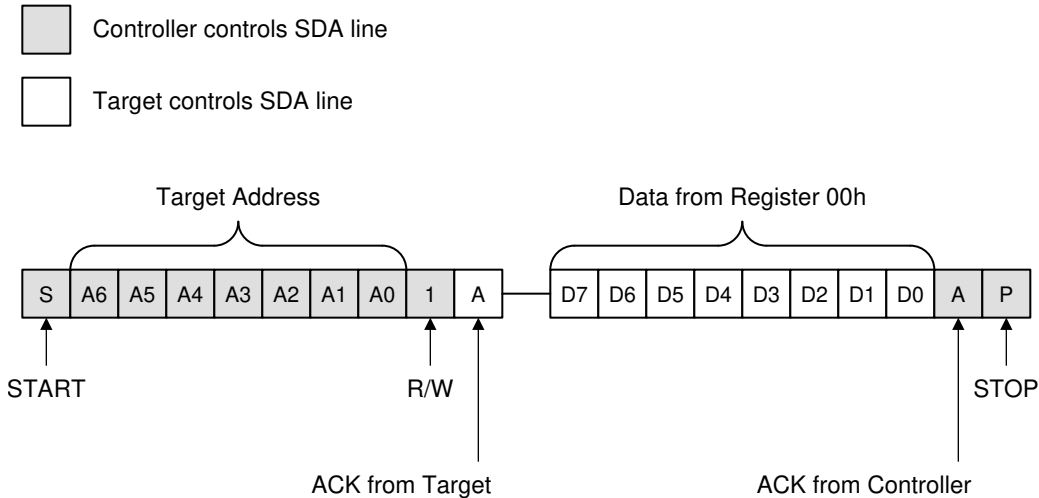 Controller controls SDA line
Target controls SDA line
Target Address Data from Register 00h
S A6 A5 A4 A3 A2 A1 A0 1 A D7 D6 D5 D4 D3 D2 D1 D0 A P
START R/W STOP
ACK from Target ACK from Controller